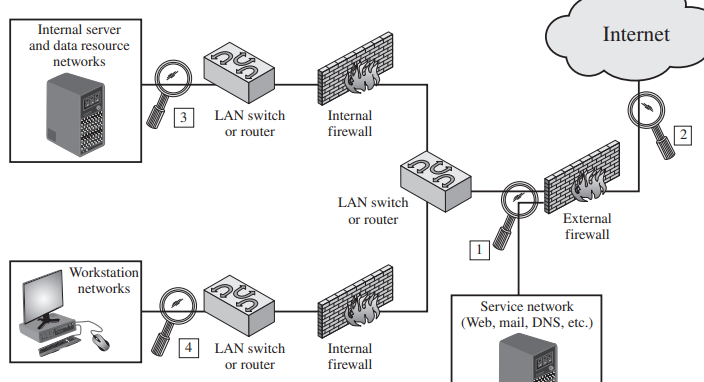 Internal server
and data resource
networks
3
LAN switch
or router
Internal
firewall
Internet
2
LAN switch
or router
1
External
firewall
Workstation
networks
4
LAN switch
or router
Internal
firewall
Service network
(Web, mail, DNS, etc.)